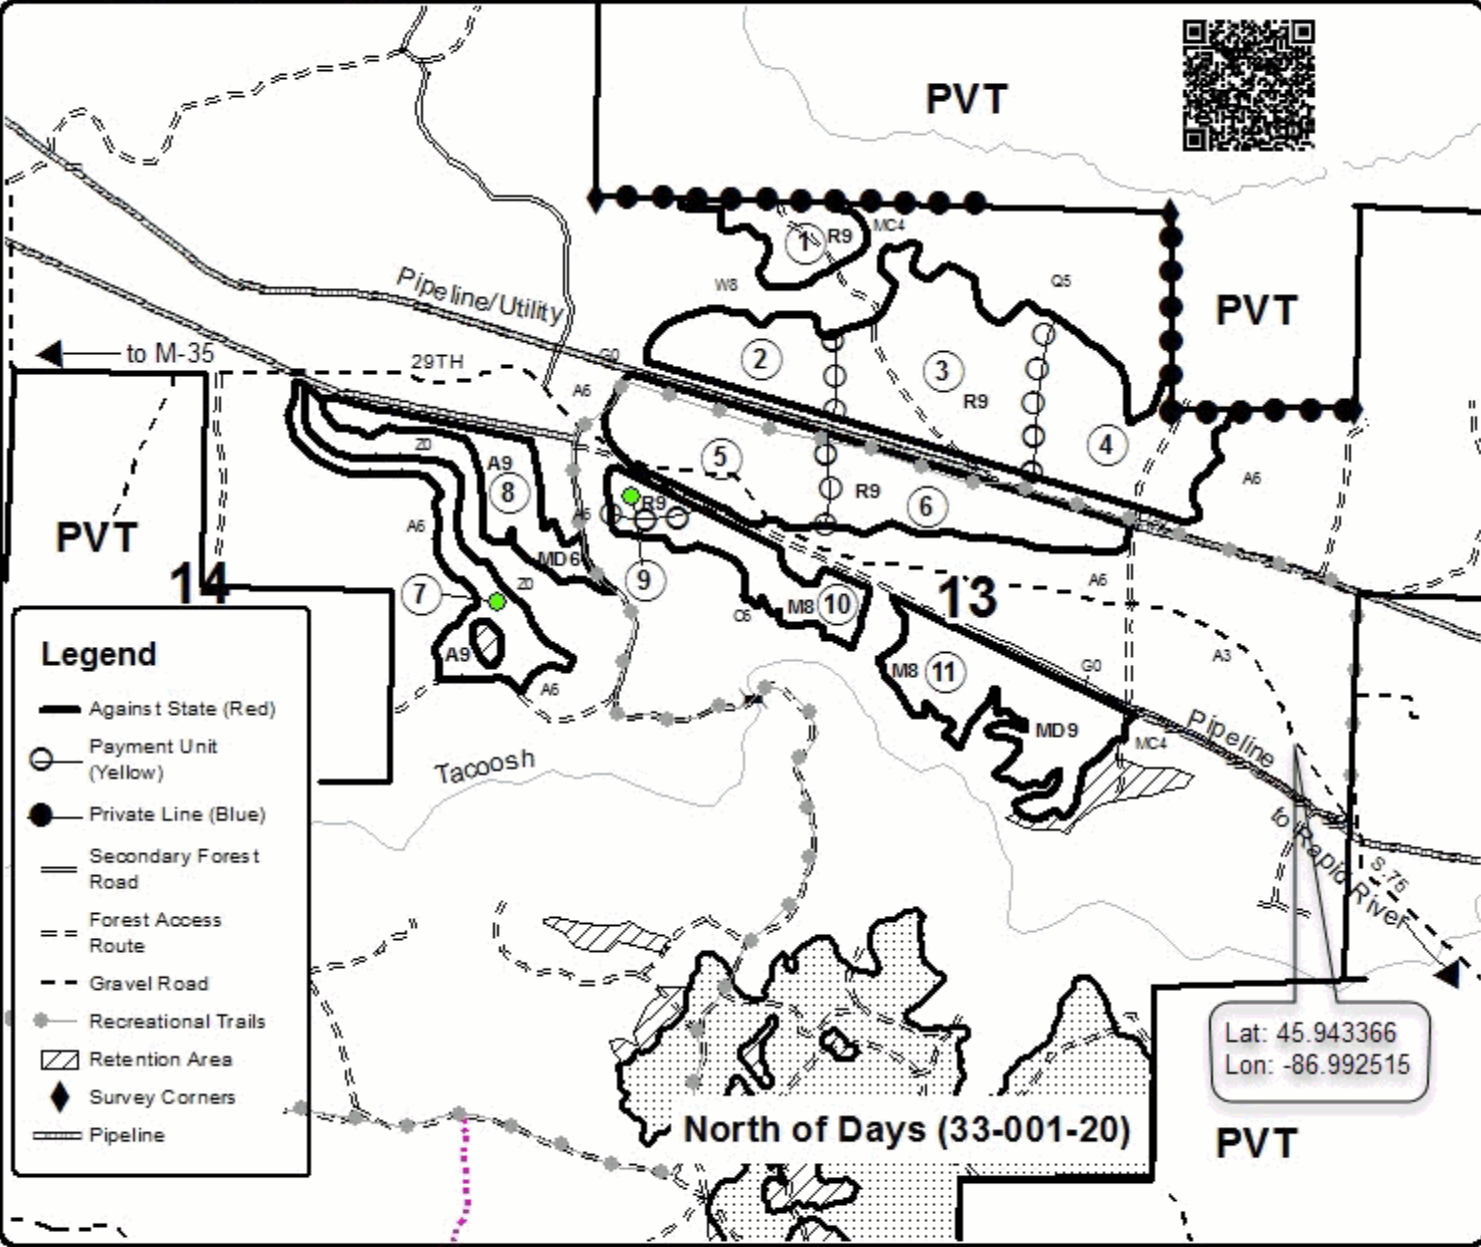 PVT
1
R9
MC4
W8
Q5
PVT
Pipeline/Utility
to M-35
29TH
G0
A6
2
3
R9
4
A6
5
R9
6
Z0
A9
8
A6
A6
R9
PVT
14
MD6
9
7
Z0
C6
M8
10
13
A6
A9
A6
M8
11
G0
A3
MD9
MC4
Pipeline
Tacoosh
to Rapid River
S.75
Legend
Against State (Red)
Payment Unit
(Yellow)
Private Line (Blue)
Secondary Forest
Road
Forest Access
Route
Gravel Road
Recreational Trails
Retention Area
Survey Corners
Pipeline
Lat: 45.943366
Lon: -86.992515
North of Days (33-001-20)
PVT